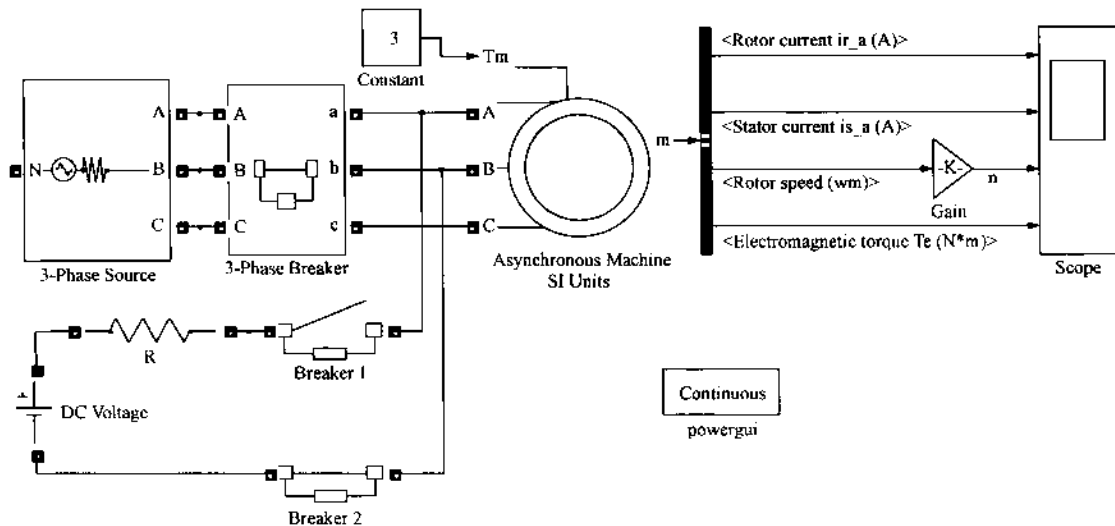 3
Constant
Tm
<Rotor current ir_a (A)>
<Stator current is_a (A)>
<Rotor speed (wm)>
<Electromagnetic torque Te (N*m)>
-K-
Gain
n
Scope
N
A
B
C
3-Phase Source
A
B
C
a
b
c
3-Phase Breaker
A
B
C
m
Asynchronous Machine
SI Units
R
Breaker 1
DC Voltage
+
Breaker 2
Continuous
powergui